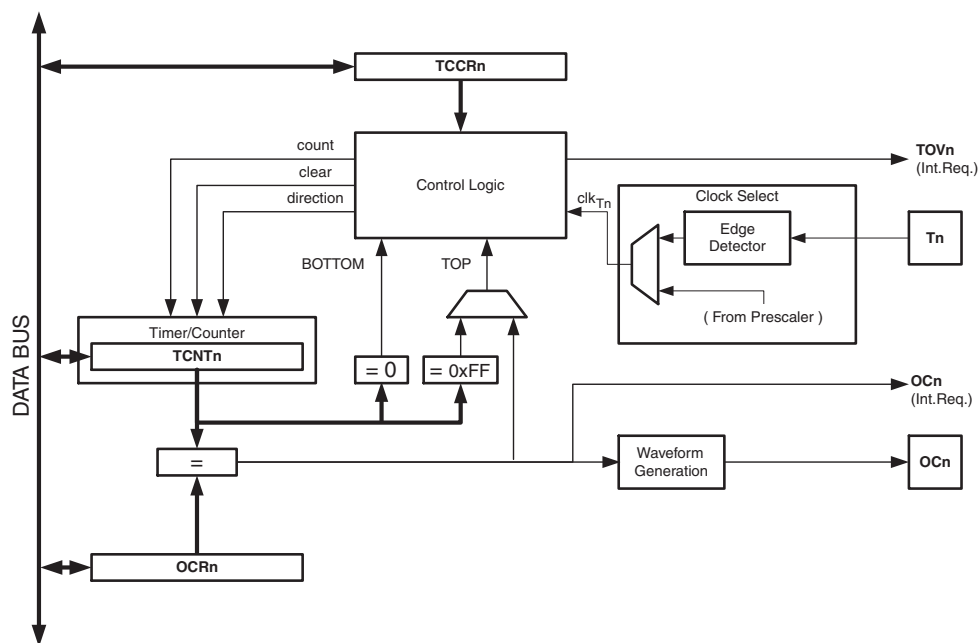 TCCRn
count
clear
direction
Control Logic
TOVn
(Int.Req.)
clkTn
Clock Select
Edge
Detector
Tn
( From Prescaler )
BOTTOM
TOP
Timer/Counter
TCNTn
= 0
= 0xFF
OCn
(Int.Req.)
=
Waveform
Generation
OCn
OCRn
DATA BUS